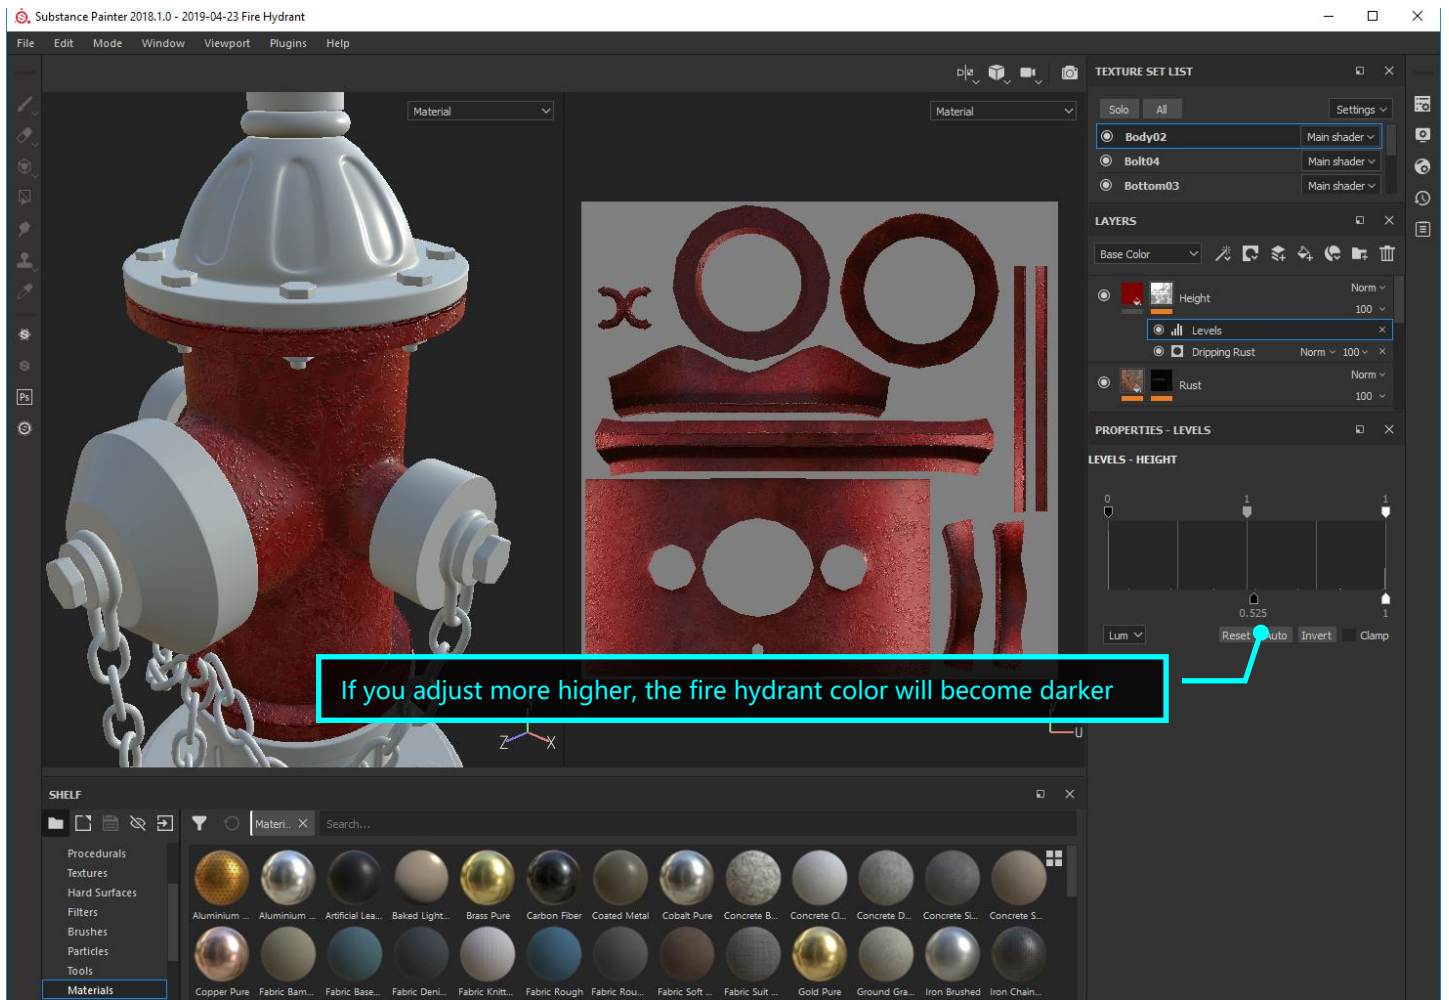 Substance Painter 2018.1.0 - 2019-04-23 Fire Hydrant
File Edit Mode Window Viewport Plugins Help
Material
Material
TEXTURE SET LIST
Solo All Settings
Body02 Main shader
Bolt04 Main shader
Bottom03 Main shader
LAYERS
Base Color
Height Norm
100
Levels
Dripping Rust Norm 100
Rust Norm
100
Ps
PROPERTIES - LEVELS
LEVELS - HEIGHT
0 1 1
0.525 1
Lum Reset Auto Invert Clamp
If you adjust more higher, the fire hydrant color will become darker
Z X
U
SHELF
Materi.. Search...
Procedurals
Textures
Hard Surfaces
Filters
Brushes
Particles
Tools
Materials
Aluminium ... Aluminium ... Artificial Lea... Baked Light... Brass Pure Carbon Fiber Coated Metal Cobalt Pure Concrete B... Concrete Cl... Concrete D... Concrete Si... Concrete S...
Copper Pure Fabric Bam... Fabric Base... Fabric Deni... Fabric Knitt... Fabric Rough Fabric Rou... Fabric Soft ... Fabric Suit ... Gold Pure Ground Gra... Iron Brushed Iron Chain...